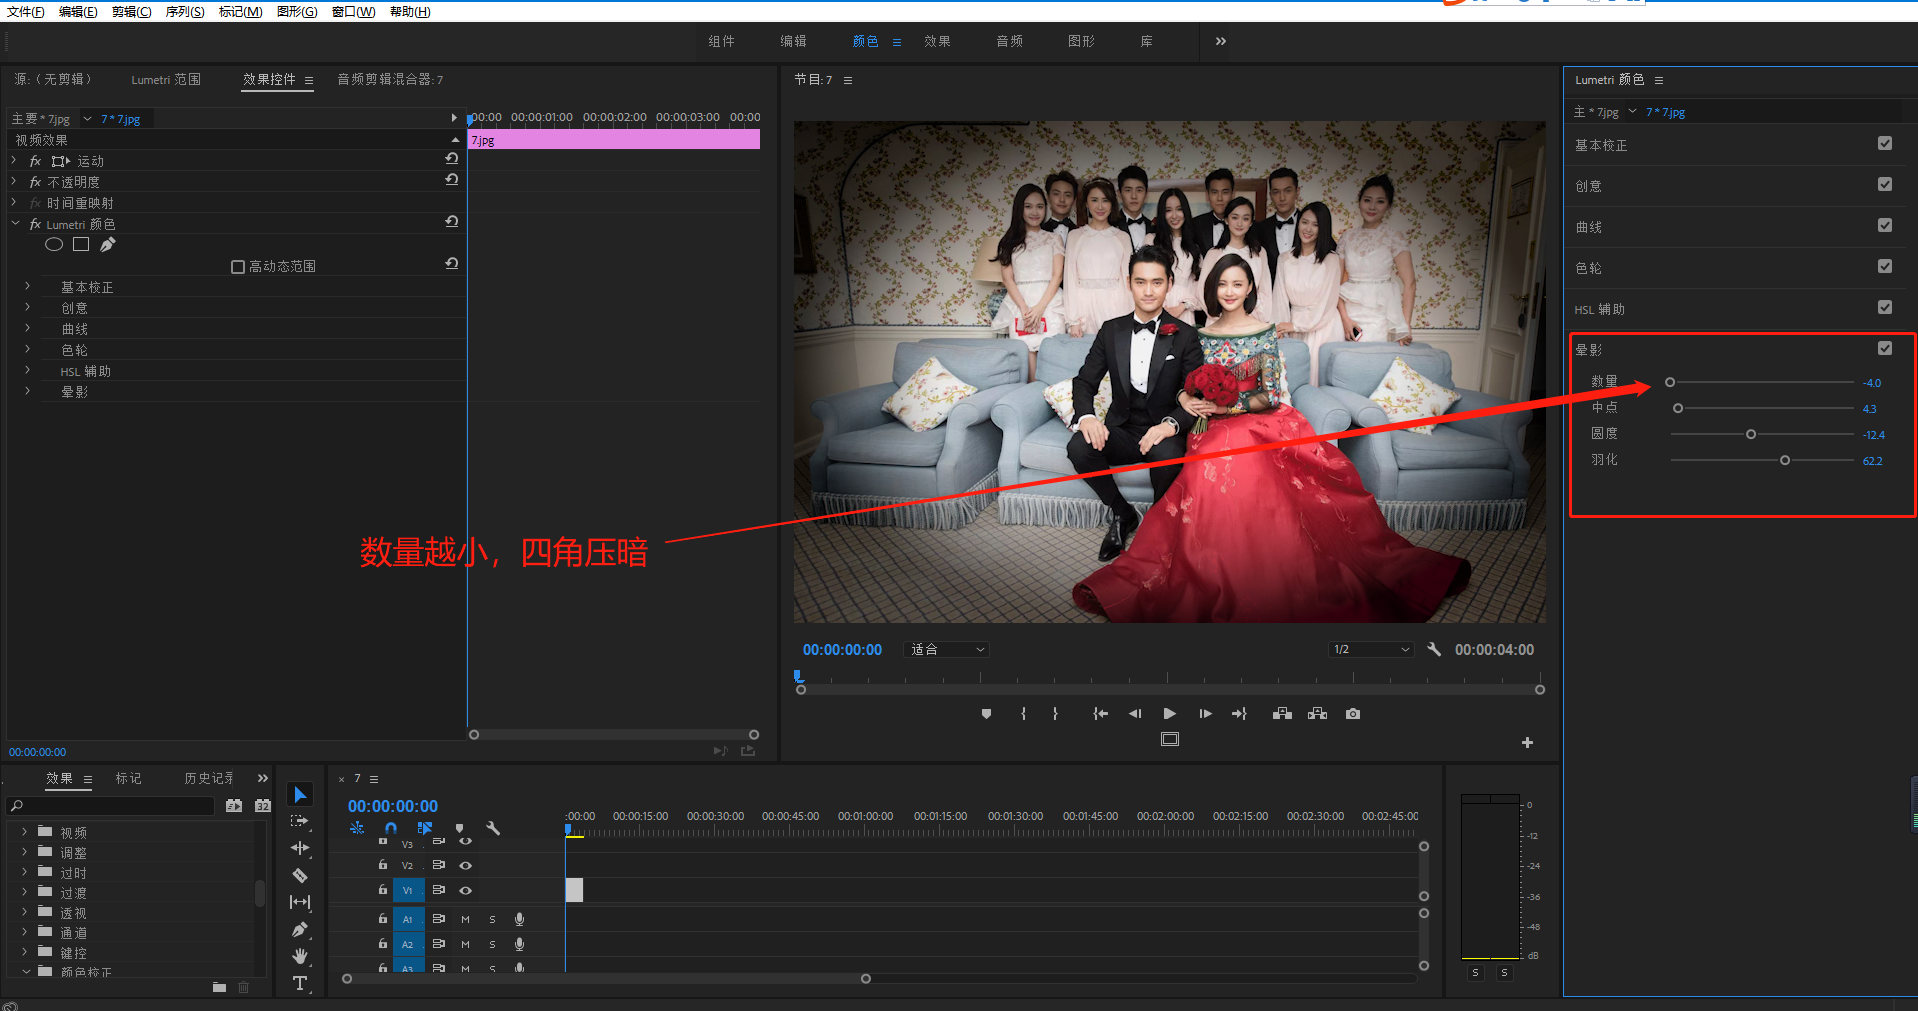 文件(F) 编辑(E) 剪辑(C) 序列(S) 标记(M) 图形(G) 窗口(W) 帮助(H)
组件 编辑 颜色 效果 音频 图形 库
源:(无剪辑) Lumetri 范围 效果控件 音频剪辑混合器: 7
主要 * 7.jpg 7 * 7.jpg
00:00 00:00:01:00 00:00:02:00 00:00:03:00 00:00
视频效果
7.jpg
fx 运动
fx 不透明度
fx 时间重映射
fx Lumetri 颜色
高动态范围
基本校正
创意
曲线
色轮
HSL 辅助
晕影
00:00:00:00
节目: 7
00:00:00:00 适合 1/2 00:00:04:00
Lumetri 颜色
主 * 7.jpg 7 * 7.jpg
基本校正
创意
曲线
色轮
HSL 辅助
晕影
数量 -4.0
中点 4.3
圆度 -12.4
羽化 62.2
数量越小，四角压暗
效果 标记 历史记录
32
视频
调整
过时
过渡
透视
通道
键控
颜色校正
T
× 7
00:00:00:00
:00:00 00:00:15:00 00:00:30:00 00:00:45:00 00:01:00:00 00:01:15:00 00:01:30:00 00:01:45:00 00:02:00:00 00:02:15:00 00:02:30:00 00:02:45:00
V3
V2
V1
A1 M S
A2 M S
A3 M S
0
-12
-24
-36
-48
dB
S S